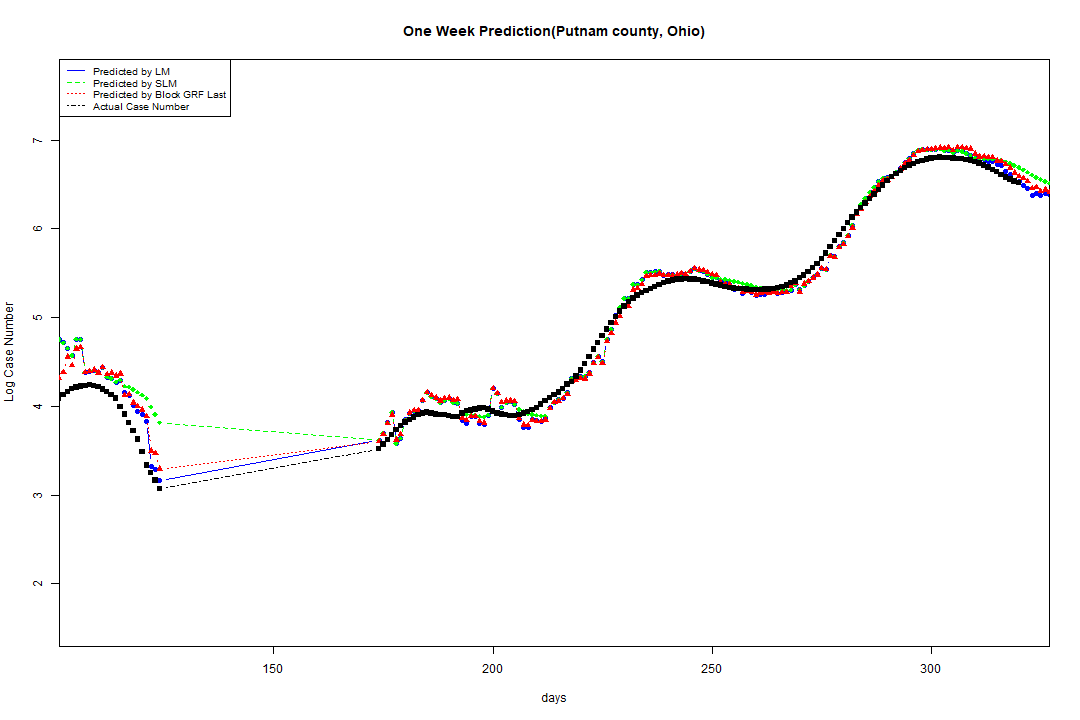 One Week Prediction(Putnam county, Ohio)
Predicted by LM
Predicted by SLM
Predicted by Block GRF Last
Actual Case Number
Log Case Number
7
6
5
4
3
2
150 200 250 300
days